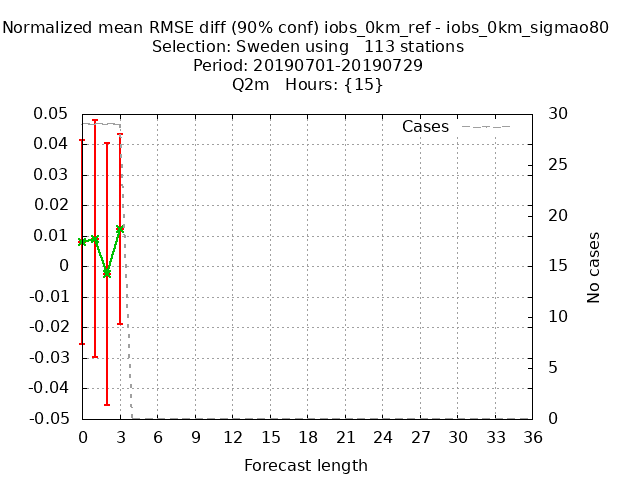 Normalized mean RMSE diff (90% conf) iobs_0km_ref - iobs_0km_sigmao80
Selection: Sweden using   113 stations
Period: 20190701-20190729
Q2m   Hours: {15}
Cases
0.05
0.04
0.03
0.02
0.01
0
-0.01
-0.02
-0.03
-0.04
-0.05
30
25
20
15
10
5
0
No cases
0 3 6 9 12 15 18 21 24 27 30 33 36
Forecast length